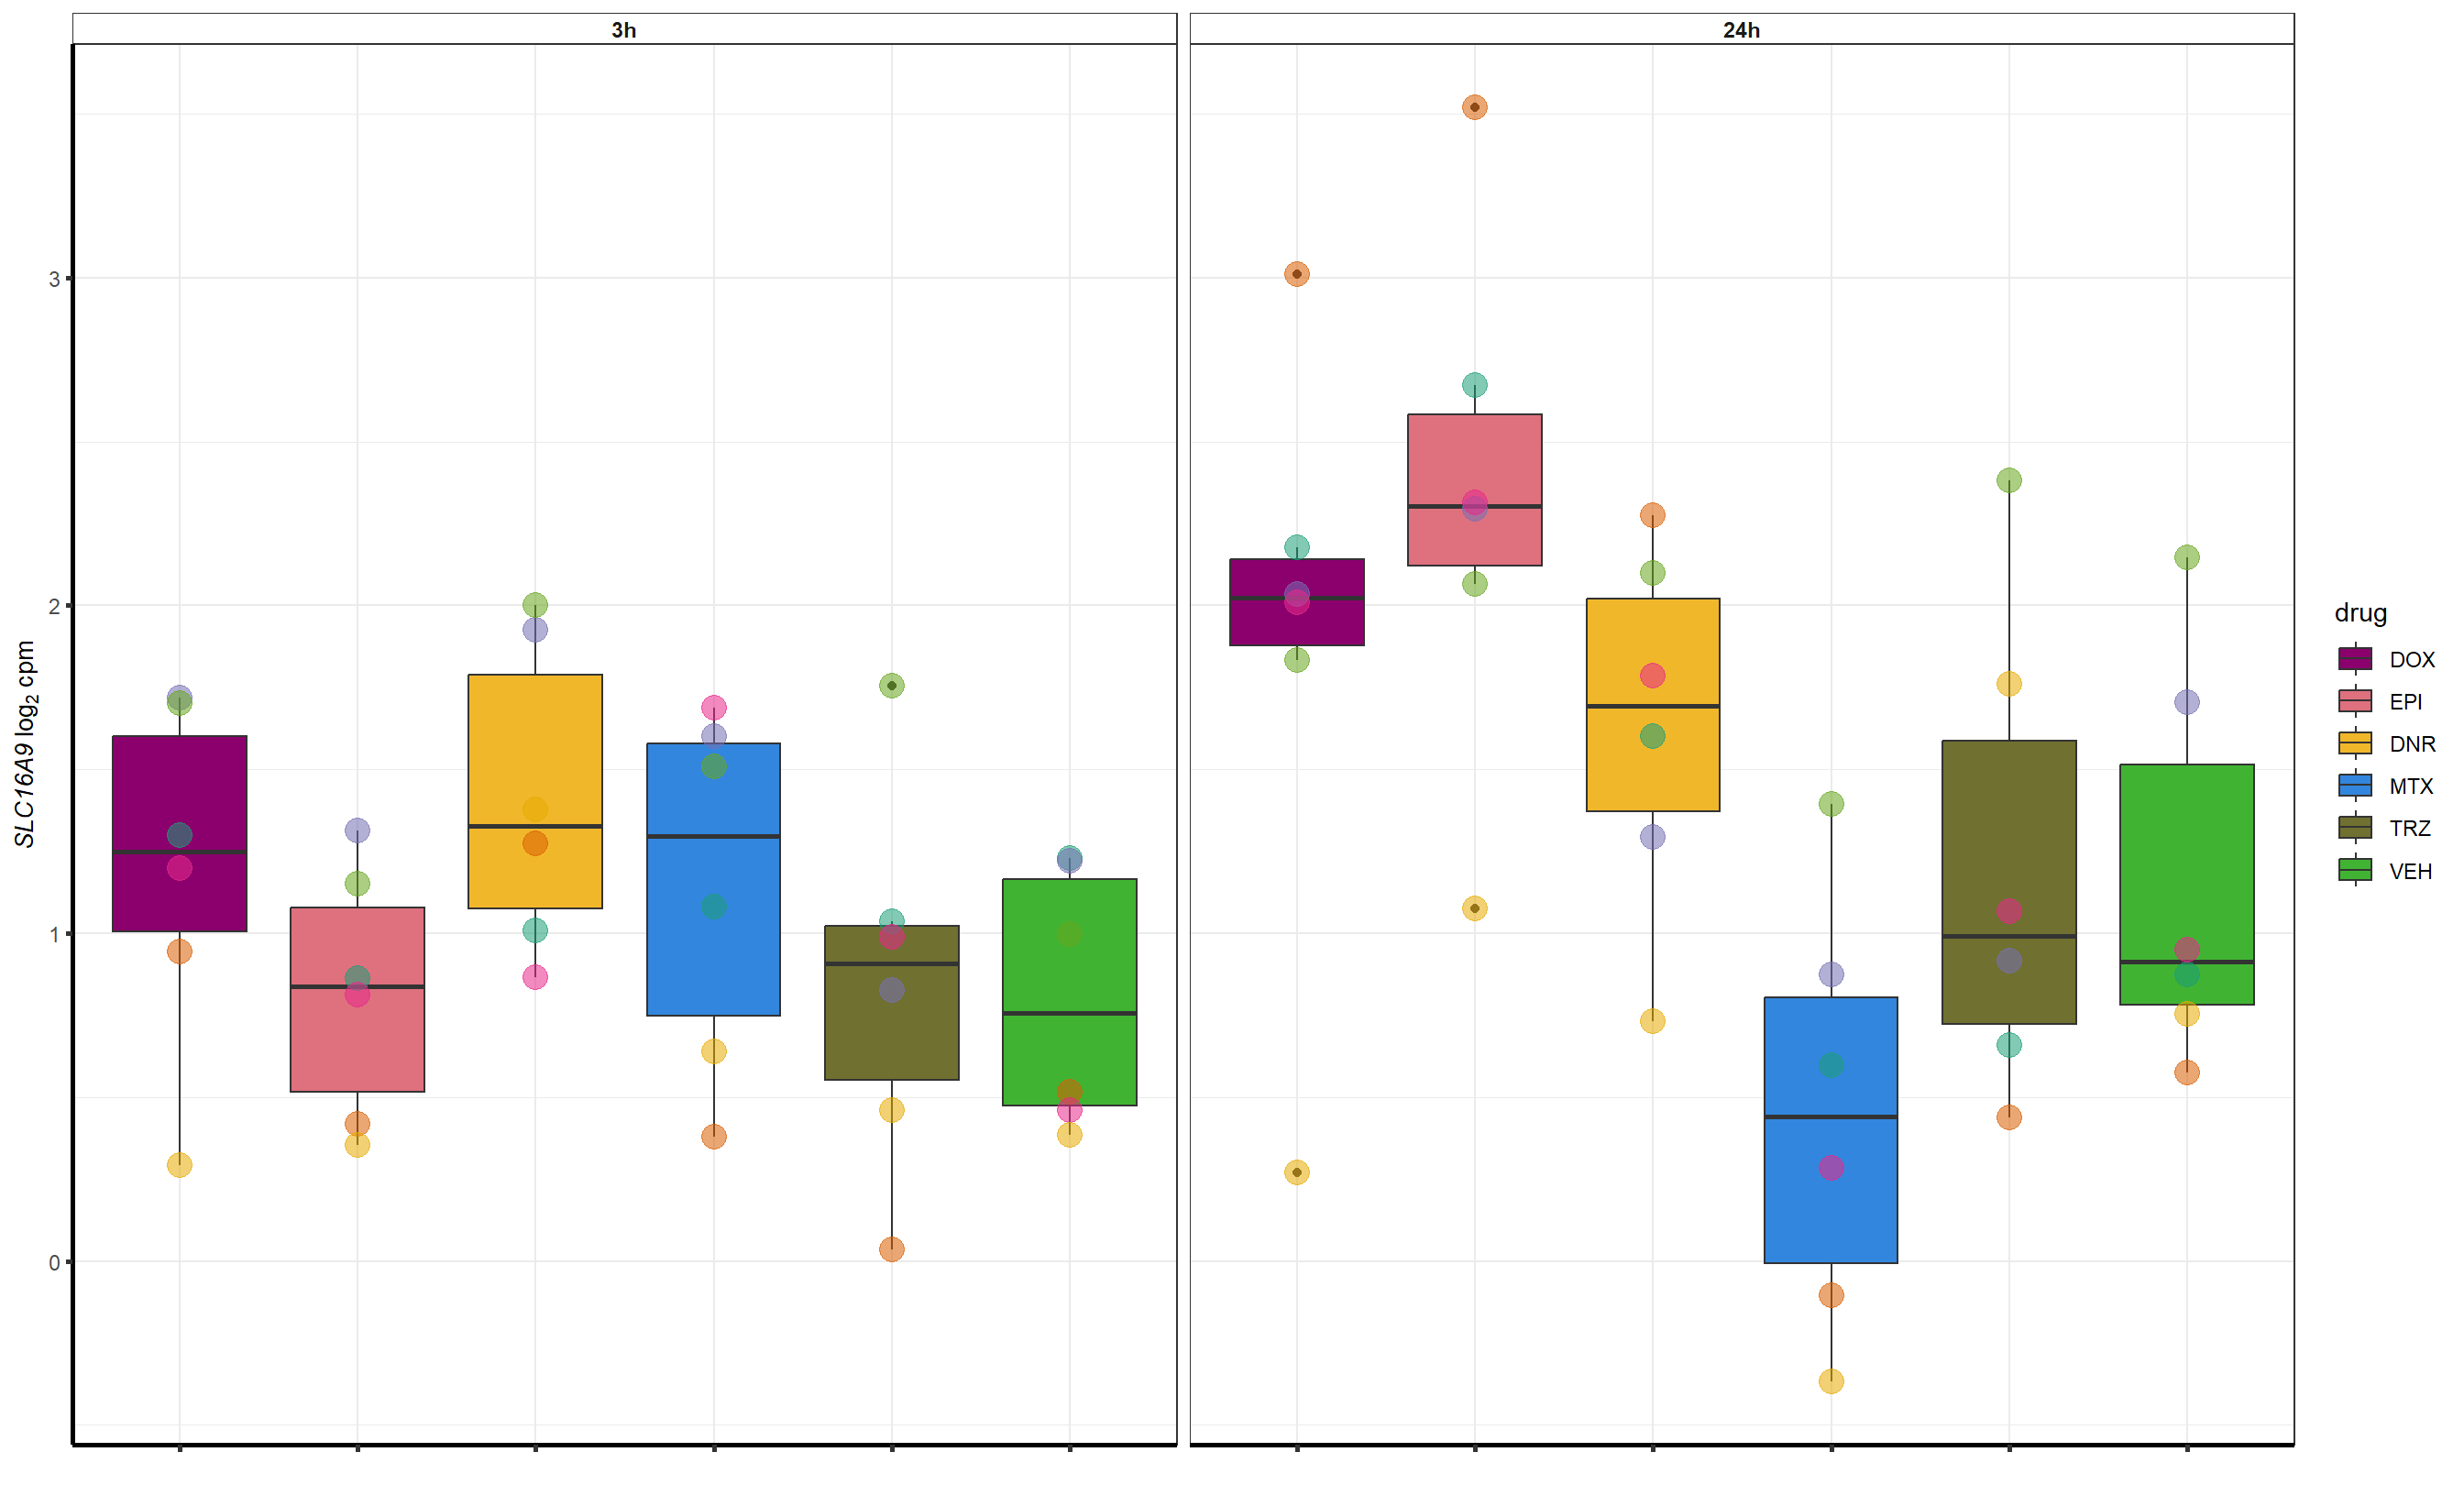 3h
24h
3
2
1
0
SLC16A9 log₂ cpm
drug
DOX
EPI
DNR
MTX
TRZ
VEH